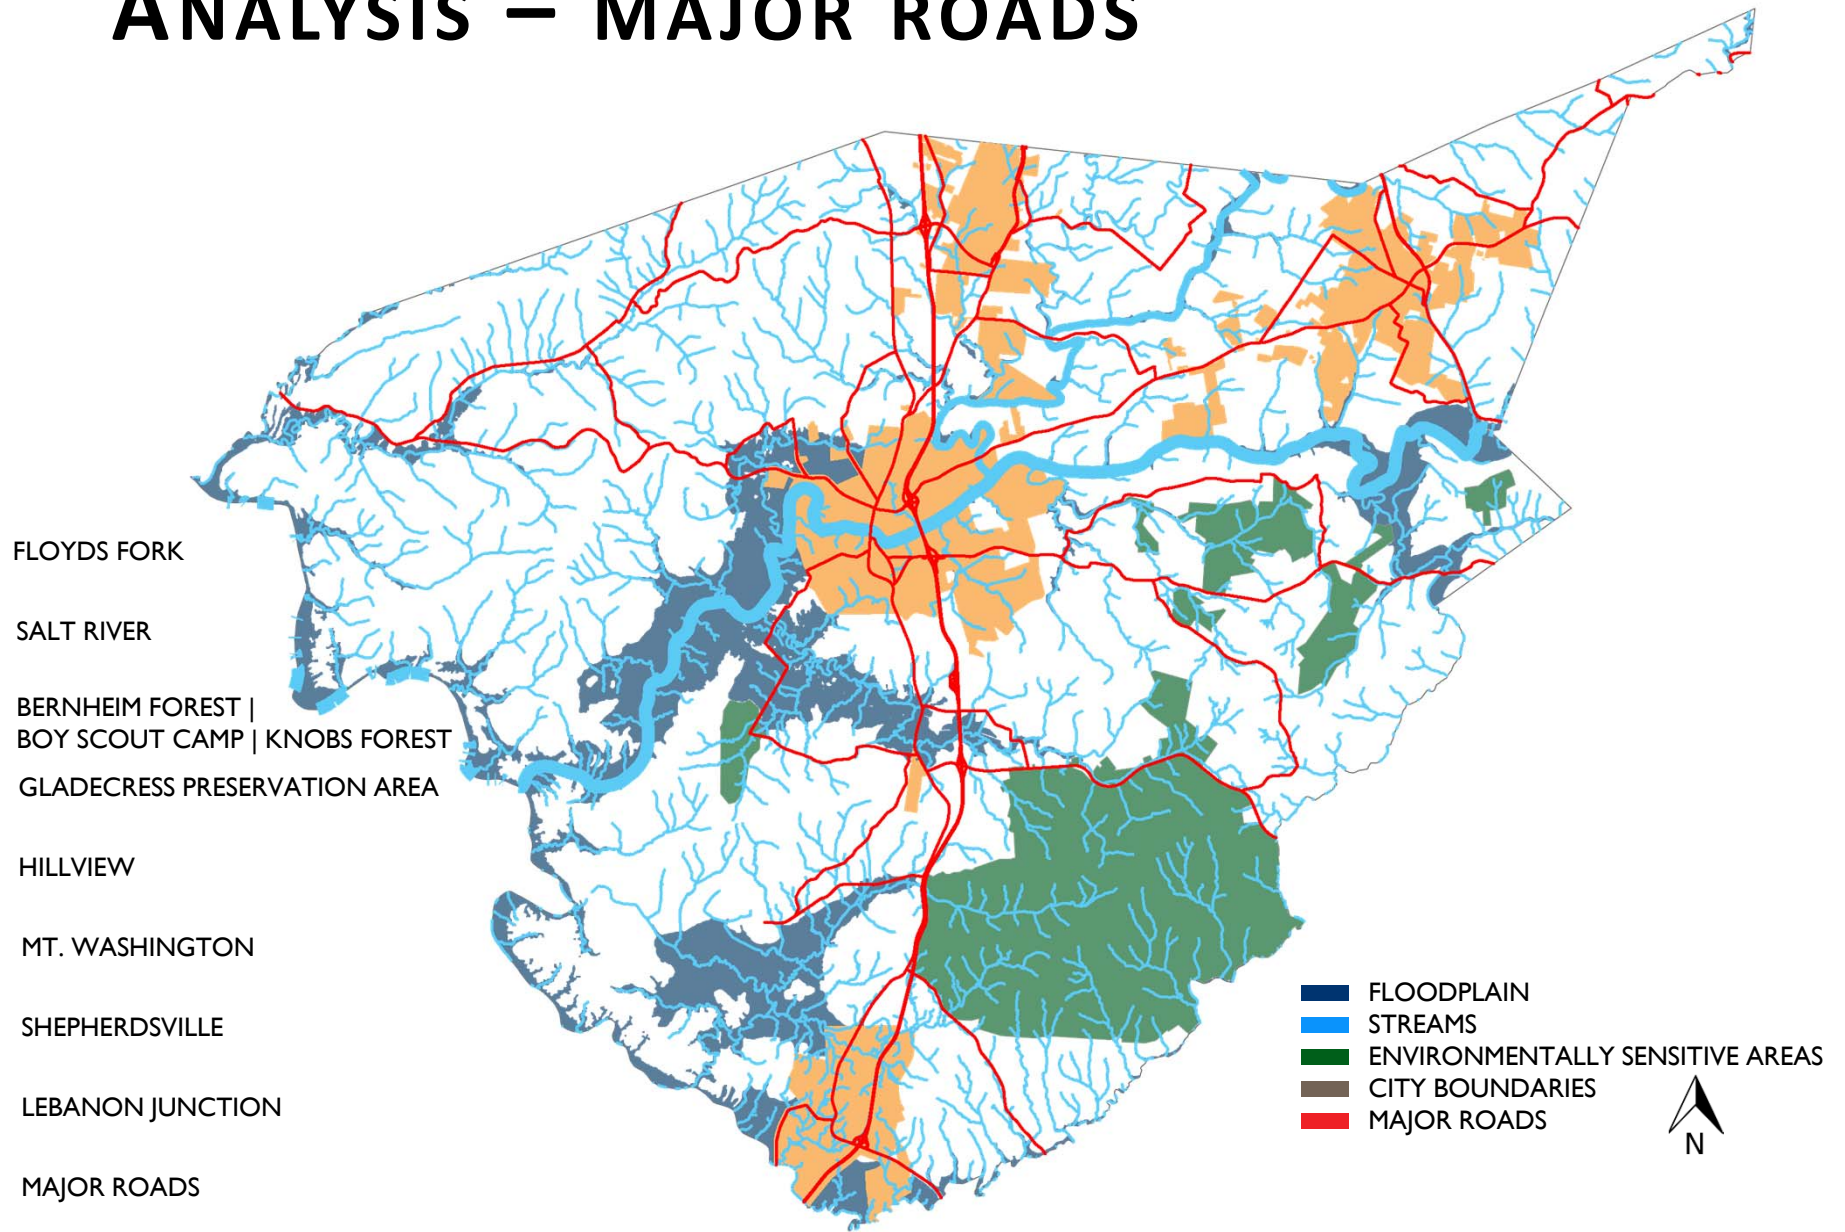 ANALYSIS – MAJOR ROADS
FLOYDS FORK
SALT RIVER
BERNHEIM FOREST |
BOY SCOUT CAMP | KNOBS FOREST
GLADECRESS PRESERVATION AREA
HILLVIEW
MT. WASHINGTON
SHEPHERDSVILLE
LEBANON JUNCTION
MAJOR ROADS
FLOODPLAIN
STREAMS
ENVIRONMENTALLY SENSITIVE AREAS
CITY BOUNDARIES
MAJOR ROADS
N